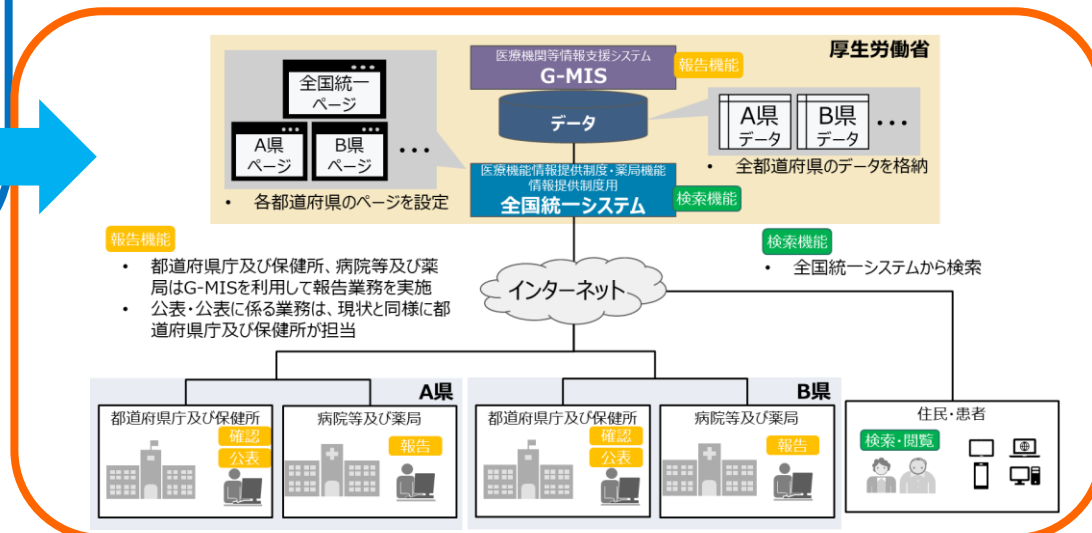 厚生労働省
医療機関等情報支援システム
G-MIS
報告機能
全国統一
ページ
A県
ページ
B県
ページ
・・・
• 各都道府県のページを設定
データ
A県
データ
B県
データ
・・・
• 全都道府県のデータを格納
医療機能情報提供制度・薬局機能
情報提供制度用
全国統一システム
検索機能
報告機能
• 都道府県庁及び保健所、病院等及び薬
局はG-MISを利用して報告業務を実施
• 公表・公表に係る業務は、現状と同様に都
道府県庁及び保健所が担当
検索機能
• 全国統一システムから検索
インターネット
A県
都道府県庁及び保健所
確認
公表
病院等及び薬局
報告
B県
都道府県庁及び保健所
確認
公表
病院等及び薬局
報告
住民・患者
検索・閲覧